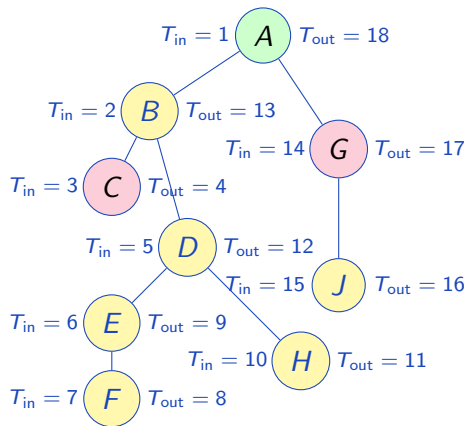 T_in = 1 A T_out = 18
T_in = 2 B T_out = 13
T_in = 14 G T_out = 17
T_in = 3 C T_out = 4
T_in = 5 D T_out = 12
T_in = 15 J T_out = 16
T_in = 6 E T_out = 9
T_in = 10 H T_out = 11
T_in = 7 F T_out = 8